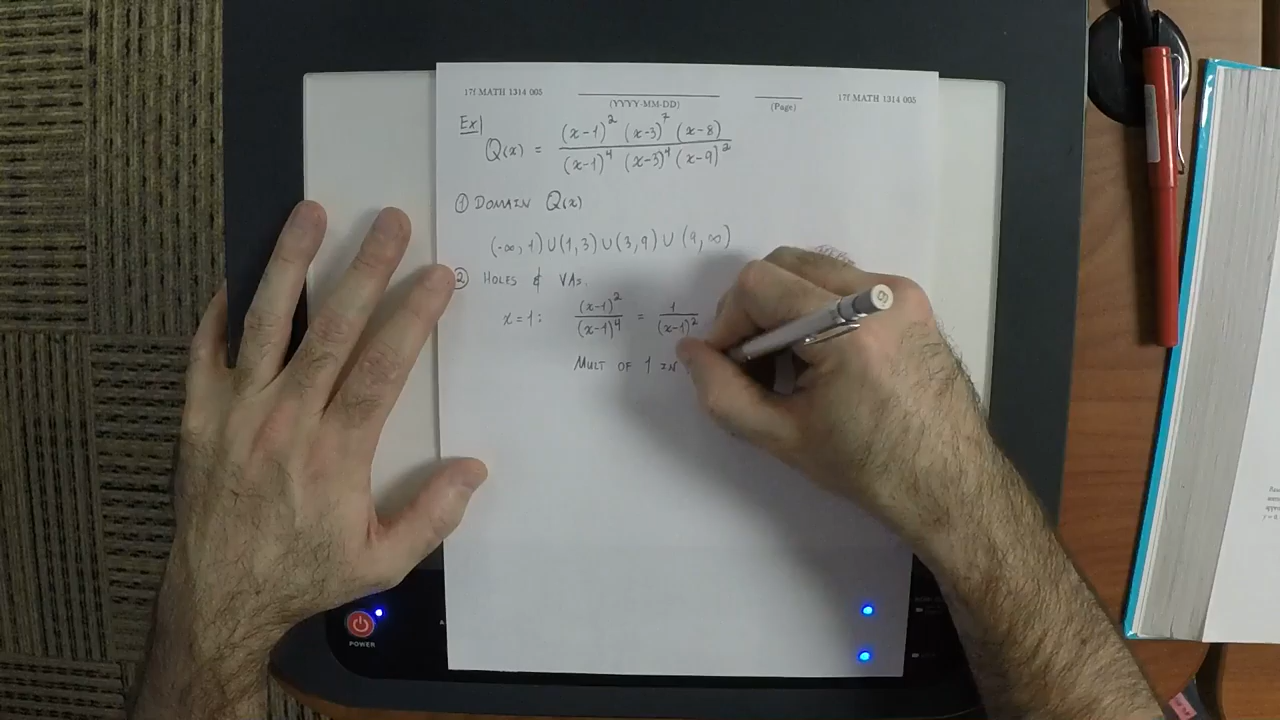 17f MATH 1314 005 (YYYY-MM-DD) (Page) 17f MATH 1314 005
Ex|
Q(x) = (x-1)^2 (x-3)^7 (x-8) / (x-1)^4 (x-3)^4 (x-9)^2
① DOMAIN Q(x)
(-∞, 1) ∪ (1, 3) ∪ (3, 9) ∪ (9, ∞)
② HOLES & VAs.
x = 1: (x-1)^2 / (x-1)^4 = 1 / (x-1)^2
MULT OF 1 IN
POWER